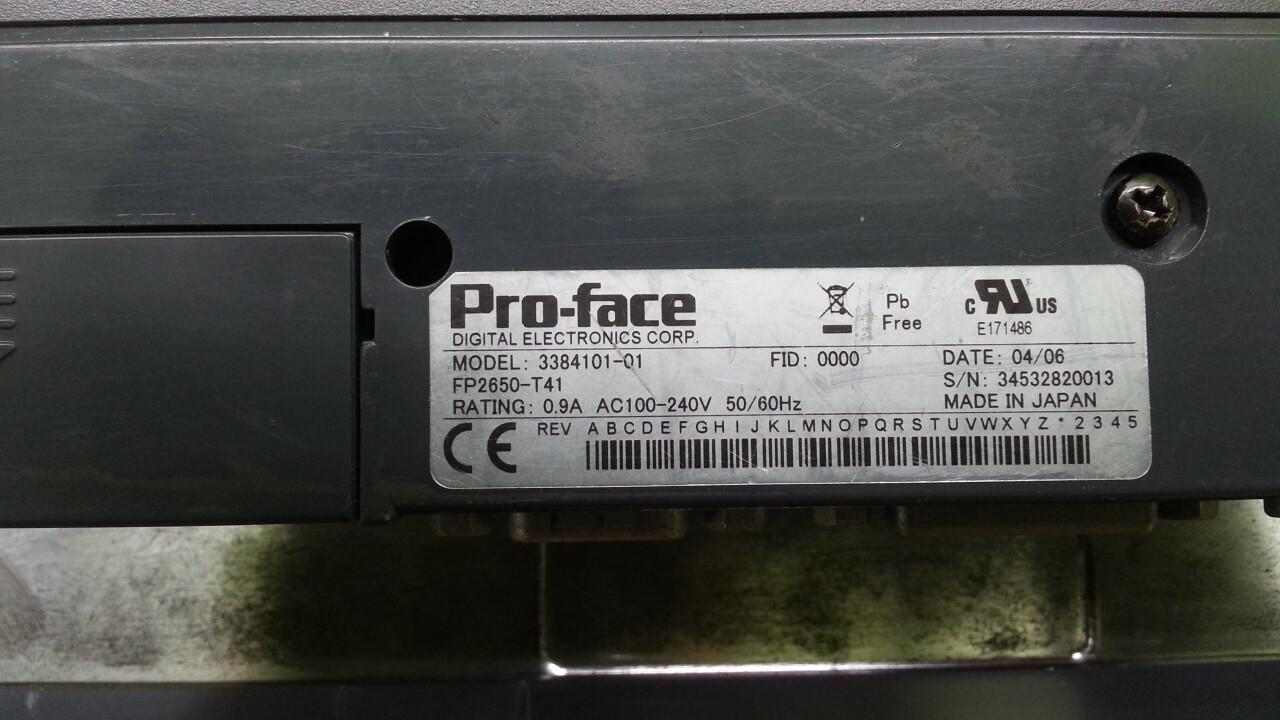 Pro-face
DIGITAL ELECTRONICS CORP.
Pb Free
c RU US
E171486
MODEL: 3384101-01 FID: 0000 DATE: 04/06
FP2650-T41 S/N: 34532820013
RATING: 0.9A AC100-240V 50/60Hz MADE IN JAPAN
CE REV A B C D E F G H I J K L M N O P Q R S T U V W X Y Z * 2 3 4 5